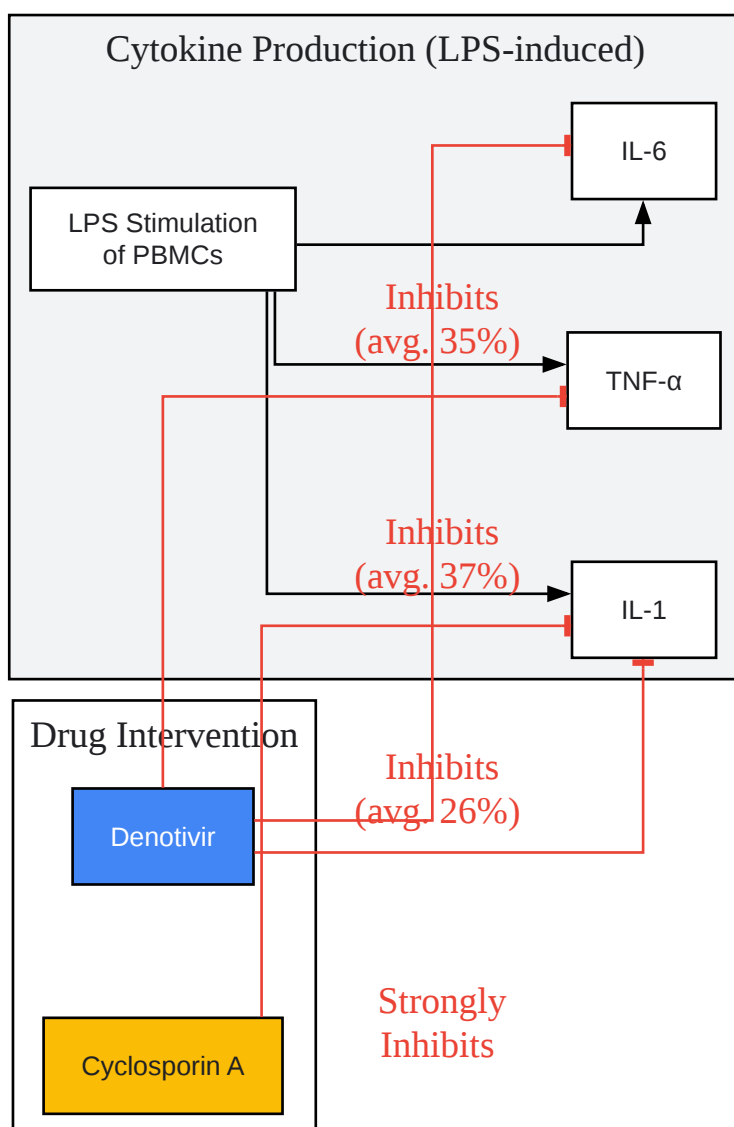 Cytokine Production (LPS-induced)
IL-6
LPS Stimulation
of PBMCs
Inhibits
(avg. 35%)
TNF-α
Inhibits
(avg. 37%)
IL-1
Drug Intervention
Inhibits
(avg. 26%)
Denotivir
Strongly
Inhibits
Cyclosporin A